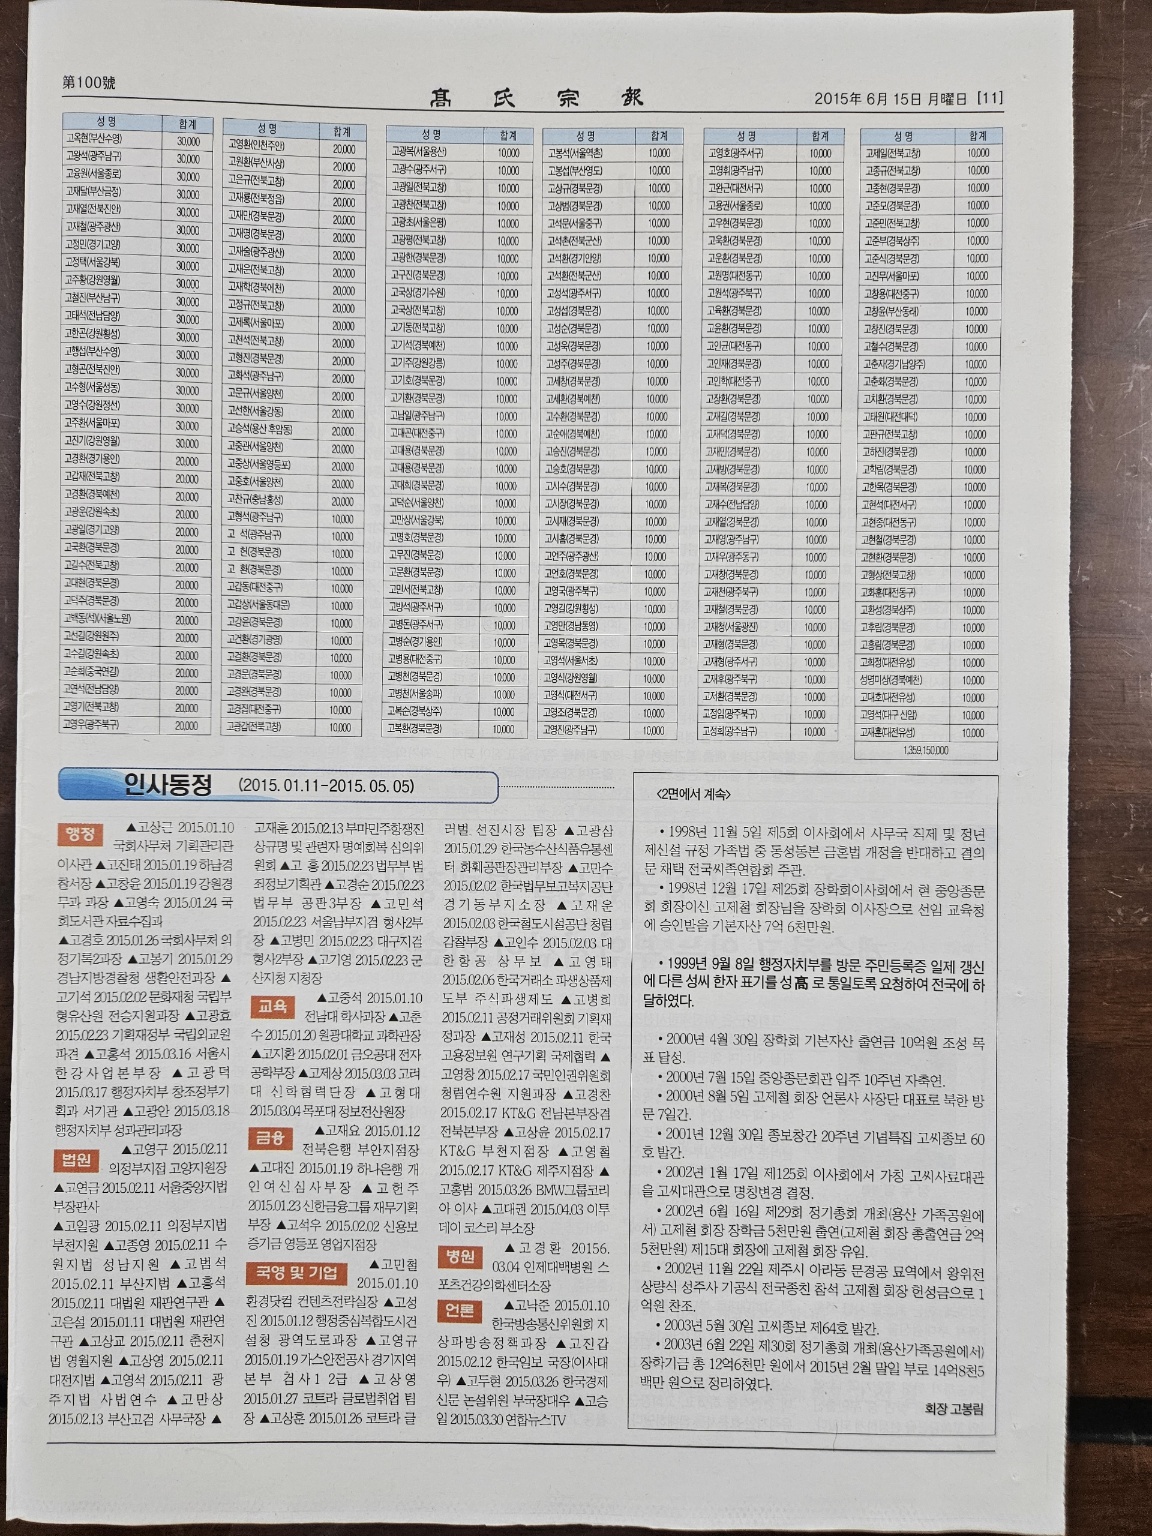 第100號
髙氏宗報
2015年 6月 15日 月曜日 [11]
성 명 합계
고옥현(부산수영) 30,000
고왕석(광주남구) 30,000
고용원(서울종로) 30,000
고재달(부산금정) 30,000
고재열(전북진안) 30,000
고재철(광주광산) 30,000
고정민(경기고양) 30,000
고정택(서울강북) 30,000
고주황(강원영월) 30,000
고철진(부산남구) 30,000
고태석(전남담양) 30,000
고한곤(강원횡성) 30,000
고행섭(부산수영) 30,000
고형곤(전북진안) 30,000
고수형(서울성동) 30,000
고영수(강원정선) 30,000
고주환(서울마포) 30,000
고진기(강원영월) 30,000
고경환(경기용인) 20,000
고갑재(전북고창) 20,000
고경환(경북예천) 20,000
고광운(강원속초) 20,000
고광일(경기고양) 20,000
고국환(경북문경) 20,000
고길수(전북고창) 20,000
고대현(경북문경) 20,000
고덕주(경북문경) 20,000
고백동(석)(서울노원) 20,000
고선길(강원원주) 20,000
고수길(강원속초) 20,000
고순희(중국연길) 20,000
고연석(전남담양) 20,000
고영기(전북고창) 20,000
고영우(광주북구) 20,000
성 명 합계
고영환(인천주안) 20,000
고원환(부산사상) 20,000
고은규(전북고창) 20,000
고재룡(전북정읍) 20,000
고재만(경북문경) 20,000
고재명(경북문경) 20,000
고재술(광주광산) 20,000
고재은(전북고창) 20,000
고재학(경북예천) 20,000
고정규(전북고창) 20,000
고제록(서울마포) 20,000
고천석(전북고창) 20,000
고형진(경북문경) 20,000
고화석(광주남구) 20,000
고문규(서울양천) 20,000
고선한(서울강동) 20,000
고승석(용산 후암동) 20,000
고중관(서울양천) 20,000
고중상(서울영등포) 20,000
고중호(서울양천) 20,000
고찬규(충남홍성) 20,000
고형석(광주남구) 10,000
고 석(광주남구) 10,000
고 현(경북문경) 10,000
고 환(경북문경) 10,000
고갑동(대전중구) 10,000
고갑상(서울동대문) 10,000
고강윤(경북문경) 10,000
고건환(경기광명) 10,000
고걸환(경북문경) 10,000
고경문(경북문경) 10,000
고경완(경북문경) 10,000
고경진(대전중구) 10,000
고광갑(전북고창) 10,000
성 명 합계
고광복(서울용산) 10,000
고광수(광주서구) 10,000
고광일(전북고창) 10,000
고광찬(전북고창) 10,000
고광초(서울은평) 10,000
고광평(전북고창) 10,000
고광헌(경북문경) 10,000
고구진(경북문경) 10,000
고국상(경기수원) 10,000
고국상(전북고창) 10,000
고기동(전북고창) 10,000
고기석(경북예천) 10,000
고기주(강원강릉) 10,000
고기호(경북문경) 10,000
고기환(경북문경) 10,000
고남일(광주남구) 10,000
고대곤(대전중구) 10,000
고대용(경북문경) 10,000
고대용(경북문경) 10,000
고대희(경북문경) 10,000
고덕순(서울양천) 10,000
고만상(서울강북) 10,000
고명호(경북문경) 10,000
고무진(경북문경) 10,000
고문환(경북문경) 10,000
고민서(전북고창) 10,000
고방석(광주서구) 10,000
고병돈(광주서구) 10,000
고병순(경기용인) 10,000
고병용(대전중구) 10,000
고병천(경북문경) 10,000
고병천(서울송파) 10,000
고복순(경북상주) 10,000
고복환(경북문경) 10,000
성 명 합계
고봉석(서울역촌) 10,000
고봉섭(부산영도) 10,000
고상규(경북문경) 10,000
고상범(경북문경) 10,000
고석문(서울중구) 10,000
고석촌(전북군산) 10,000
고석환(경기안양) 10,000
고석환(전북군산) 10,000
고성석(광주서구) 10,000
고성섭(경북문경) 10,000
고성순(경북문경) 10,000
고성욱(경북문경) 10,000
고성주(경북문경) 10,000
고세창(경북문경) 10,000
고세환(경북예천) 10,000
고수환(경북문경) 10,000
고순애(경북예천) 10,000
고승진(경북문경) 10,000
고승호(경북문경) 10,000
고시수(경북문경) 10,000
고시장(경북문경) 10,000
고시재(경북문경) 10,000
고시흥(경북문경) 10,000
고언주(광주광산) 10,000
고언호(경북문경) 10,000
고영국(광주북구) 10,000
고영길(강원횡성) 10,000
고영만(경남통영) 10,000
고영목(경북문경) 10,000
고영석(서울서초) 10,000
고영식(강원영월) 10,000
고영식(대전서구) 10,000
고영조(경북문경) 10,000
고영진(광주남구) 10,000
성 명 합계
고영호(광주서구) 10,000
고영휘(광주남구) 10,000
고완근(대전서구) 10,000
고용권(서울종로) 10,000
고우현(경북문경) 10,000
고욱환(경북문경) 10,000
고운환(경북문경) 10,000
고원명(대전동구) 10,000
고원석(광주북구) 10,000
고육환(경북문경) 10,000
고윤환(경북문경) 10,000
고인균(대전동구) 10,000
고인재(경북문경) 10,000
고인학(대전중구) 10,000
고장환(경북문경) 10,000
고재길(경북문경) 10,000
고재덕(경북문경) 10,000
고재민(경북문경) 10,000
고재방(경북문경) 10,000
고재복(경북문경) 10,000
고재수(전남담양) 10,000
고재열(경북문경) 10,000
고재영(광주남구) 10,000
고재우(광주동구) 10,000
고재창(경북문경) 10,000
고재천(광주북구) 10,000
고재철(경북문경) 10,000
고재청(서울광진) 10,000
고재형(경북문경) 10,000
고재형(광주서구) 10,000
고재후(광주북구) 10,000
고저환(경북문경) 10,000
고정임(광주북구) 10,000
고정희(광주남구) 10,000
성 명 합계
고제일(전북고창) 10,000
고종규(전북고창) 10,000
고종현(경북문경) 10,000
고준모(경북문경) 10,000
고준민(전북고창) 10,000
고준부(경북상주) 10,000
고준식(경북문경) 10,000
고진무(서울마포) 10,000
고창용(대전중구) 10,000
고창윤(부산동래) 10,000
고창진(경북문경) 10,000
고철수(경북문경) 10,000
고춘재(경기남양주) 10,000
고춘화(경북문경) 10,000
고치환(경북문경) 10,000
고태원(대전대덕) 10,000
고판규(전북고창) 10,000
고하진(경북문경) 10,000
고학림(경북문경) 10,000
고한욱(경북문경) 10,000
고현석(대전서구) 10,000
고현중(대전동구) 10,000
고현철(경북문경) 10,000
고현환(경북문경) 10,000
고형상(전북고창) 10,000
고화훈(대전동구) 10,000
고환성(경북상주) 10,000
고후림(경북문경) 10,000
고흥림(경북문경) 10,000
고희정(대전유성) 10,000
성명미상(경북예천) 10,000
고대호(대전유성) 10,000
고명석(대구 신암) 10,000
고재훈(대전유성) 10,000
1,359,150,000
인사동정 (2015. 01.11-2015. 05. 05)
행정 ▲고상근 2015.01.10
국회사무처 기획관리관
이사관 ▲고진태 2015.01.19 하남경
찰서장 ▲고창윤 2015.01.19 강원경
무과 과장 ▲고영숙 2015.01.24 국
회도서관 자료수집과
▲고경호 2015.01.26 국회사무처 의
정기록2과장 ▲고봉기 2015.01.29
경남지방경찰청 생활안전과장 ▲
고기석 2015.02.02 문화재청 국립부
형유산원 전승지원과장 ▲고광효
2015.02.23 기획재정부 국립외교원
파견 ▲고홍석 2015.03.16 서울시
한강사업본부장 ▲고광덕
2015.03.17 행정자치부 창조정부기
획과 서기관 ▲고광안 2015.03.18
행정자치부 성과관리과장
법원 ▲고영구 2015.02.11
의정부지접 고양지원장
▲고연금 2015.02.11 서울중앙지법
부장판사
▲고일광 2015.02.11 의정부지법
부천지원 ▲고종영 2015.02.11 수
원지법 성남지원 ▲고범석
2015.02.11 부산지법 ▲고홍석
2015.02.11 대법원 재판연구관 ▲
고은설 2015.01.11 대법원 재판연
구관 ▲고상교 2015.02.11 춘천지
법 영월지원 ▲고상영 2015.02.11
대전지법 ▲고영석 2015.02.11 광
주지법 사법연수 ▲고만상
2015.02.13 부산고검 사무국장 ▲
고재훈 2015.02.13 부마민주항쟁진
상규명 및 관련자 명예회복 심의위
원회 ▲고 홍 2015.02.23 법무부 범
죄정보기획관 ▲고경순 2015.02.23
법무부 공판3부장 ▲고민석
2015.02.23 서울남부지검 형사2부
장 ▲고병민 2015.02.23 대구지검
형사2부장 ▲고기영 2015.02.23 군
산지청 지청장
교육 ▲고중석 2015.01.10
전남대 학사과장 ▲고춘
수 2015.01.20 원광대학교 과학관장
▲고지환 2015.02.01 금오공대 전자
공학부장 ▲고제상 2015.03.03 고려
대 신학협력단장 ▲고형대
2015.03.04 목포대 정보전산원장
금융 ▲고재요 2015.01.12
전북은행 부안지점장
▲고대진 2015.01.19 하나은행 개
인여신심사부장 ▲고헌주
2015.01.23 신한금융그룹 재무기획
부장 ▲고석우 2015.02.02 신용보
증기금 영등포 영업지점장
국영 및 기업 ▲고민협
2015.01.10
환경닷컴 컨텐츠전략실장 ▲고성
진 2015.01.12 행정중심복합도시건
설청 광역도로과장 ▲고영규
2015.01.19 가스안전공사 경기지역
본부 검사1 2급 ▲고상영
2015.01.27 코트라 글로법취업 팀
장 ▲고상훈 2015.01.26 코트라 글
러벌. 선진시장 팀장 ▲고광삼
2015.01.29 한국농수산식품유통센
터 화훼공판장관리부장 ▲고민수
2015.02.02 한국법무보고복지공단
경기동부지소장 ▲고재운
2015.02.03 한국철도시설공단 청렴
감찰부장 ▲고인수 2015.02.03 대
한항공 상무보 ▲고영태
2015.02.06 한국거래소 파생상품제
도부 주식파생제도 ▲고병희
2015.02.11 공정거래위원회 기획재
정과장 ▲고재성 2015.02.11 한국
고용정보원 연구기획 국제협력 ▲
고영창 2015.02.17 국민인권위원회
청렴연수원 지원과장 ▲고경찬
2015.02.17 KT&G 전남본부장겸
전북본부장 ▲고상윤 2015.02.17
KT&G 부천지점장 ▲고영철
2015.02.17 KT&G 제주지점장 ▲
고홍범 2015.03.26 BMW그룹코리
아 이사 ▲고대권 2015.04.03 이투
데이 코스리 부소장
병원 ▲고경환 20156.
03.04 인제대백병원 스
포츠건강의학센터소장
언론 ▲고낙준 2015.01.10
한국방송통신위원회 지
상파방송정책과장 ▲고진갑
2015.02.12 한국일보 국장(이사대
우) ▲고두현 2015.03.26 한국경제
신문 논설위원 부국장대우 ▲고승
일 2015.03.30 연합뉴스TV
<2면에서 계속>
• 1998년 11월 5일 제5회 이사회에서 사무국 직제 및 정년
제신설 규정 가족법 중 동성동본 금혼법 개정을 반대하고 결의
문 채택 전국씨족연합회 주관.
• 1998년 12월 17일 제25회 장학회이사회에서 현 중앙종문
회 회장이신 고제철 회장님을 장학회 이사장으로 선임 교육청
에 승인받음 기본자산 7억 6천만원.
• 1999년 9월 8일 행정자치부를 방문 주민등록증 일제 갱신
에 다른 성씨 한자 표기를 성髙로 통일토록 요청하여 전국에 하
달하였다.
• 2000년 4월 30일 장학회 기본자산 출연금 10억원 조성 목
표 달성.
• 2000년 7월 15일 중앙종문회관 입주 10주년 자축연.
• 2000년 8월 5일 고제철 회장 언론사 사장단 대표로 북한 방
문 7일간.
• 2001년 12월 30일 종보창간 20주년 기념특집 고씨종보 60
호 발간.
• 2002년 1월 17일 제125회 이사회에서 가칭 고씨사료대관
을 고씨대관으로 명칭변경 결정.
• 2002년 6월 16일 제29회 정기총회 개최(용산 가족공원에
서) 고제철 회장 장학금 5천만원 출연(고제철 회장 총출연금 2억
5천만원) 제15대 회장에 고제철 회장 유임.
• 2002년 11월 22일 제주시 아라동 문경공 묘역에서 왕위전
상량식 성주사 기공식 전국종친 참석 고제철 회장 헌성금으로 1
억원 찬조.
• 2003년 5월 30일 고씨종보 제64호 발간.
• 2003년 6월 22일 제30회 정기총회 개최(용산가족공원에서)
장학기금 총 12억6천만 원에서 2015년 2월 말일 부로 14억8천5
백만 원으로 정리하였다.
회장 고봉림